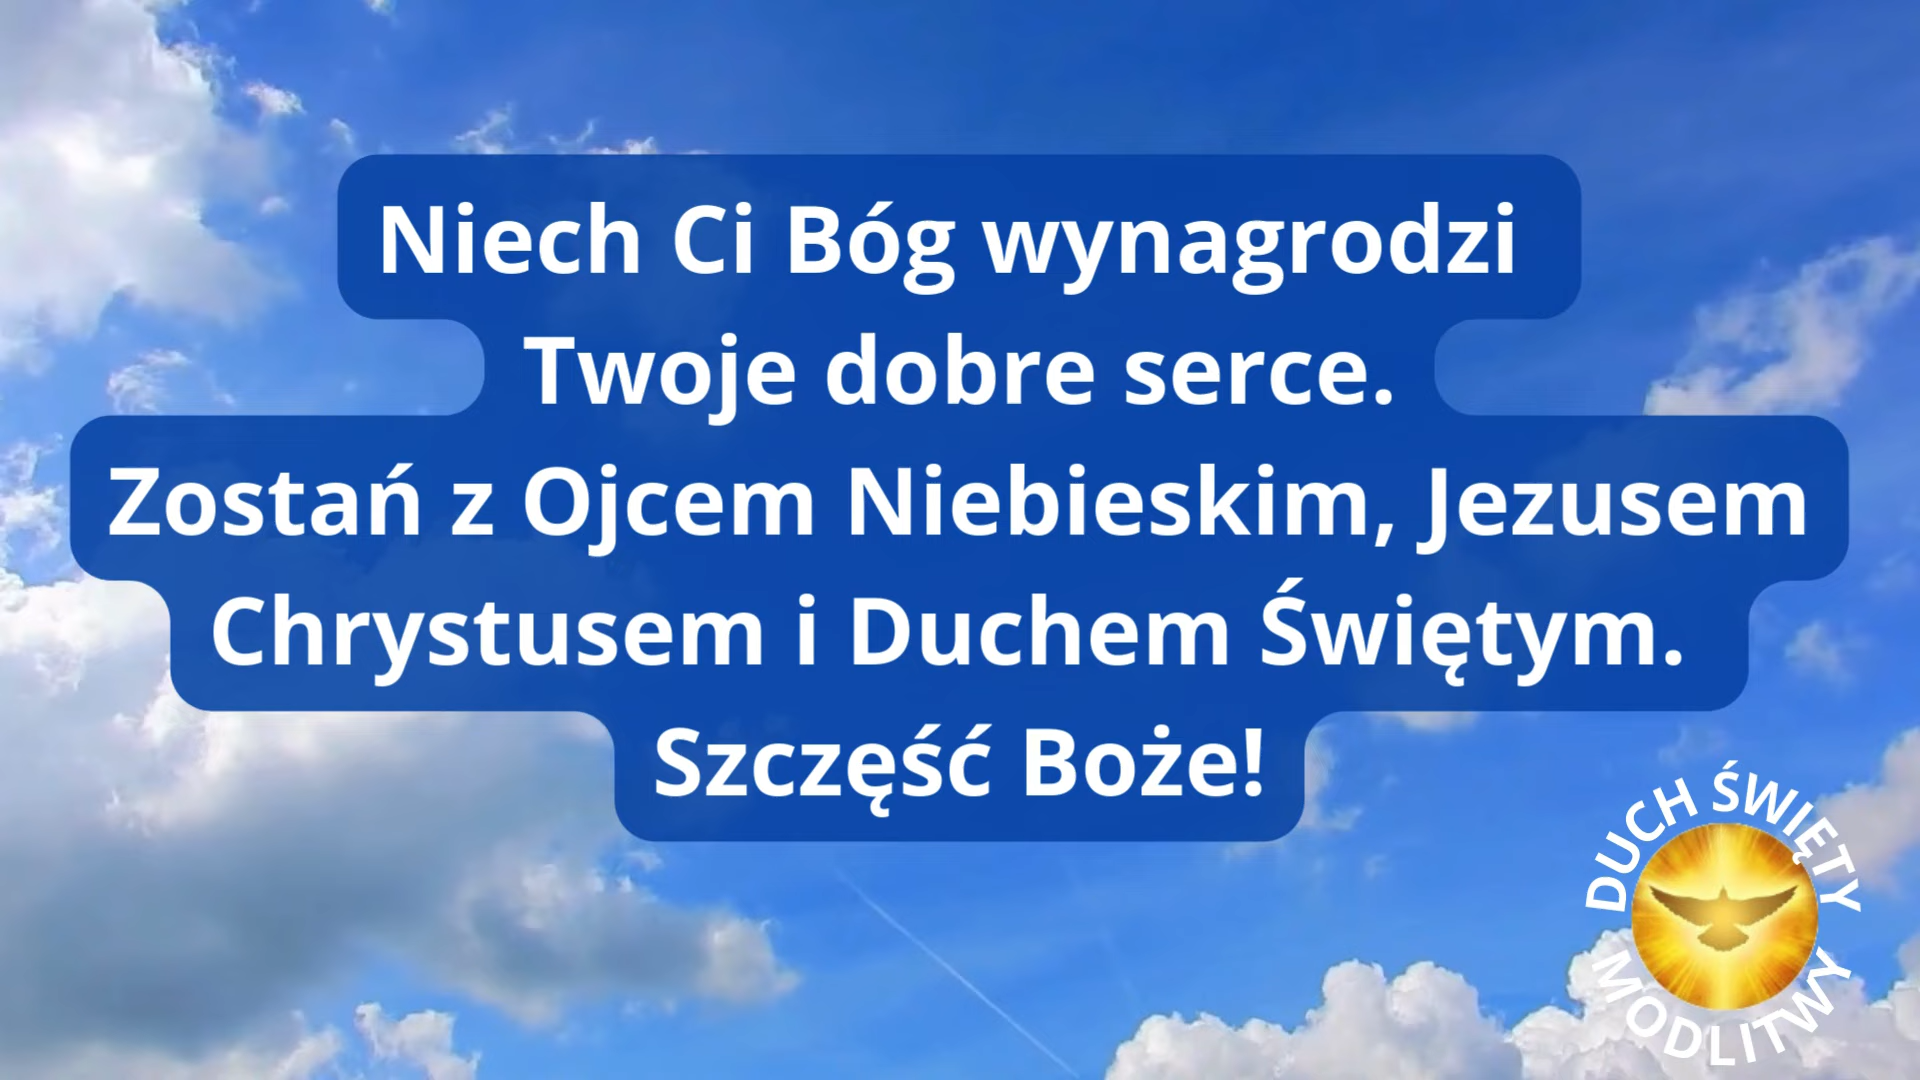 Niech Ci Bóg wynagrodzi
Twoje dobre serce.
Zostań z Ojcem Niebieskim, Jezusem
Chrystusem i Duchem Świętym.
Szczęść Boże!
DUCH ŚWIĘTY
MODLITWY